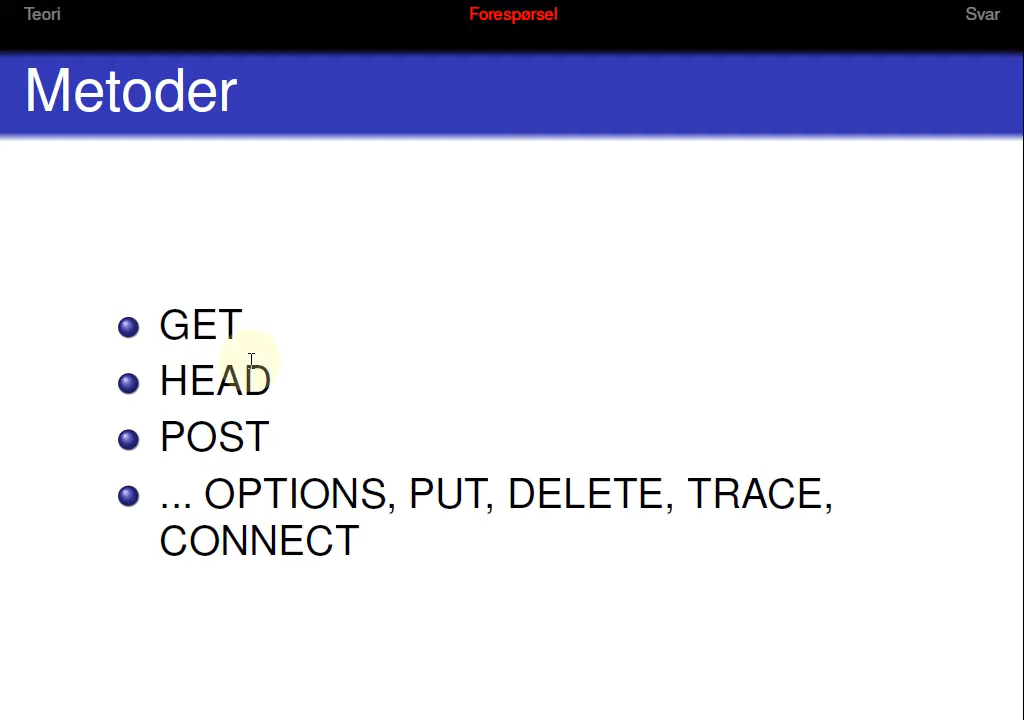 Teori Forespørsel Svar
Metoder
GET
HEAD
POST
... OPTIONS, PUT, DELETE, TRACE,
CONNECT